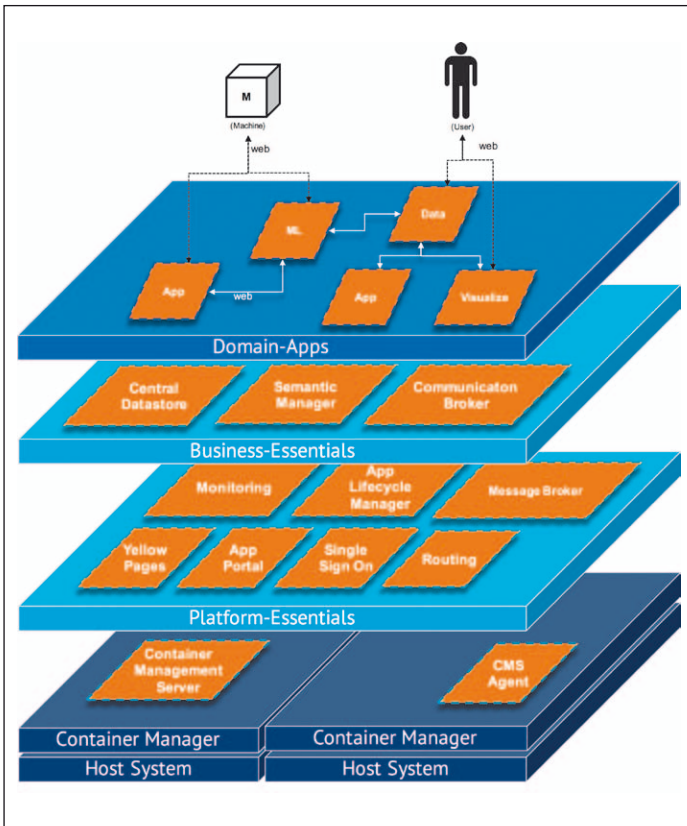 M
(Machine)
(User)
web
web
Data
ML
App
web
App
Visualize
Domain-Apps
Central
Datastore
Semantic
Manager
Communicaton
Broker
Business-Essentials
Monitoring
App
Lifecycle
Manager
Message Broker
Yellow
Pages
App
Portal
Single
Sign On
Routing
Platform-Essentials
Container
Management
Server
CMS
Agent
Container Manager
Container Manager
Host System
Host System